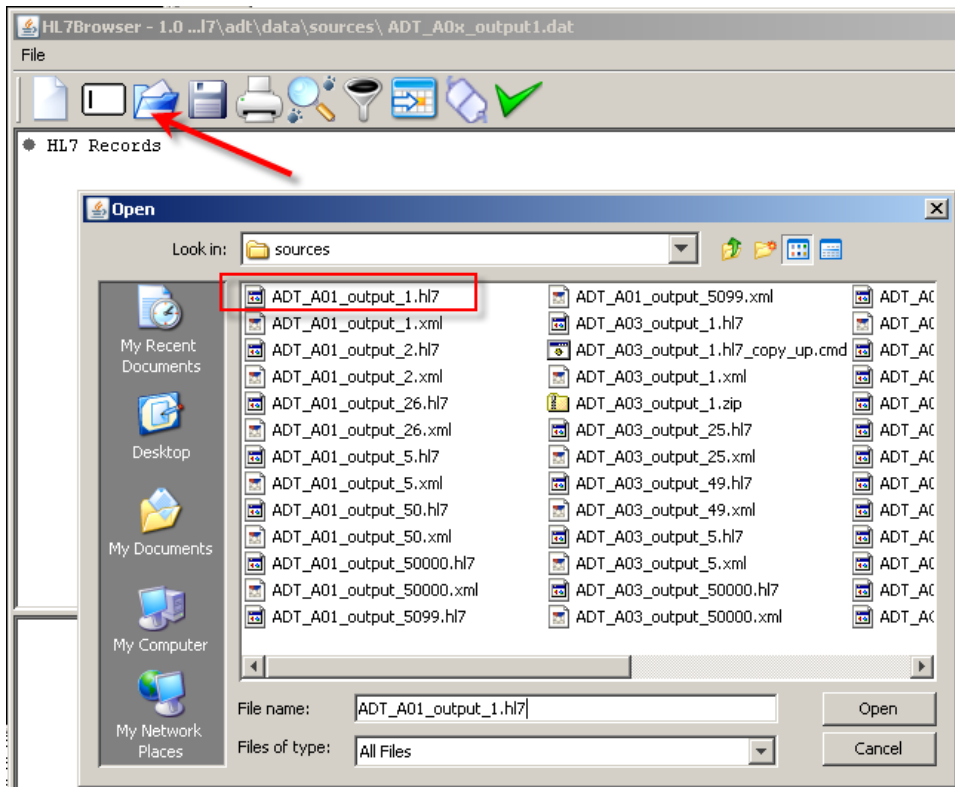 HL7Browser - 1.0 ...l7\adt\data\sources\ ADT_A0x_output1.dat
File
HL7 Records
Open
Look in:
sources
My Recent
Documents
Desktop
My Documents
My Computer
My Network
Places
ADT_A01_output_1.hl7
ADT_A01_output_1.xml
ADT_A01_output_2.hl7
ADT_A01_output_2.xml
ADT_A01_output_26.hl7
ADT_A01_output_26.xml
ADT_A01_output_5.hl7
ADT_A01_output_5.xml
ADT_A01_output_50.hl7
ADT_A01_output_50.xml
ADT_A01_output_50000.hl7
ADT_A01_output_50000.xml
ADT_A01_output_5099.hl7
ADT_A01_output_5099.xml
ADT_A03_output_1.hl7
ADT_A03_output_1.hl7_copy_up.cmd
ADT_A03_output_1.xml
ADT_A03_output_1.zip
ADT_A03_output_25.hl7
ADT_A03_output_25.xml
ADT_A03_output_49.hl7
ADT_A03_output_49.xml
ADT_A03_output_5.hl7
ADT_A03_output_5.xml
ADT_A03_output_50000.hl7
ADT_A03_output_50000.xml
File name:
ADT_A01_output_1.hl7
Open
Files of type:
All Files
Cancel